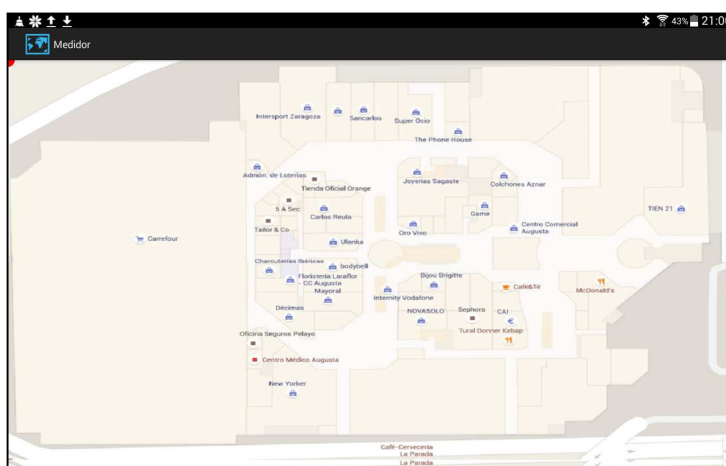 43% 21:00
Medidor
Intersport Zaragoza
Sancarlos
Super Ocio
The Phone House
Admón. de Loterías
Tienda Oficial Orange
Joyerías Sagaste
Colchones Aznar
5 À Sec
Carlos Reula
Game
TIEN 21
Tailor & Co
Oro Vivo
Centro Comercial
Augusta
Carrefour
Ulanka
Charcuterías Ibéricas
bodybell
Floristería Laraflor
- CC Augusta
Mayoral
Bijou Brigitte
Café&Té
McDonald's
Internity Vodafone
Décimas
NOVASOLO
Sephora
CAI
Tural Donner Kebap
Oficina Seguros Pelayo
Centro Médico Augusta
New Yorker
Café-Cervecería
La Parada
La Parada